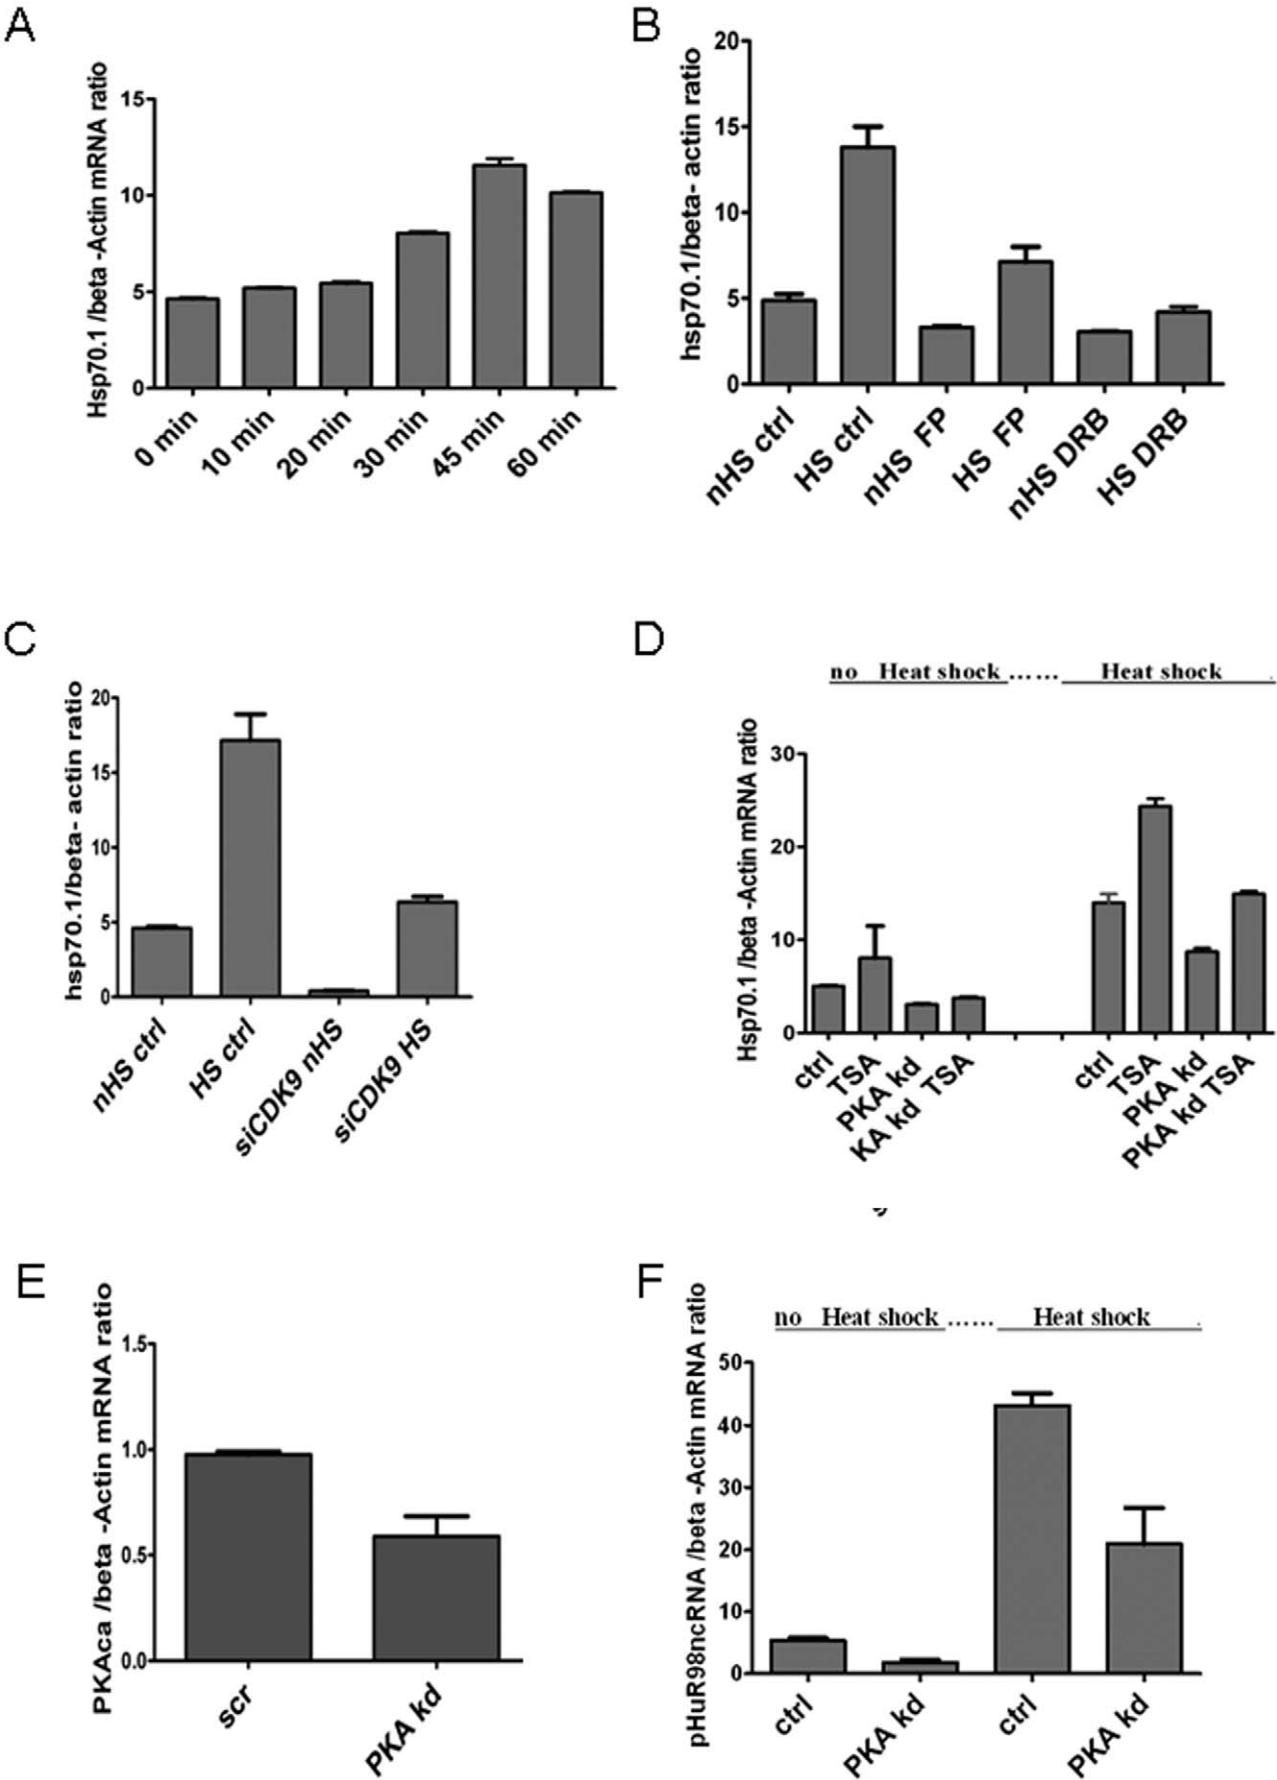 A
Hsp70.1 /beta -Actin mRNA ratio
15
10
5
0
0 min
10 min
20 min
30 min
45 min
60 min
B
hsp70.1/beta- actin ratio
20
15
10
5
0
nHS ctrl
HS ctrl
nHS FP
HS FP
nHS DRB
HS DRB
C
hsp70.1/beta- actin ratio
20
15
10
5
0
nHS ctrl
HS ctrl
siCDK9 nHS
siCDK9 HS
D
no Heat shock ...... Heat shock
Hsp70.1 /beta -Actin mRNA ratio
30
20
10
0
ctrl
TSA
PKA kd
KA kd TSA
ctrl
TSA
PKA kd
PKA kd TSA
E
PKAca /beta -Actin mRNA ratio
1.5
1.0
0.5
0.0
scr
PKA kd
F
no Heat shock ...... Heat shock
pHuR98ncRNA /beta -Actin mRNA ratio
50
40
30
20
10
0
ctrl
PKA kd
ctrl
PKA kd